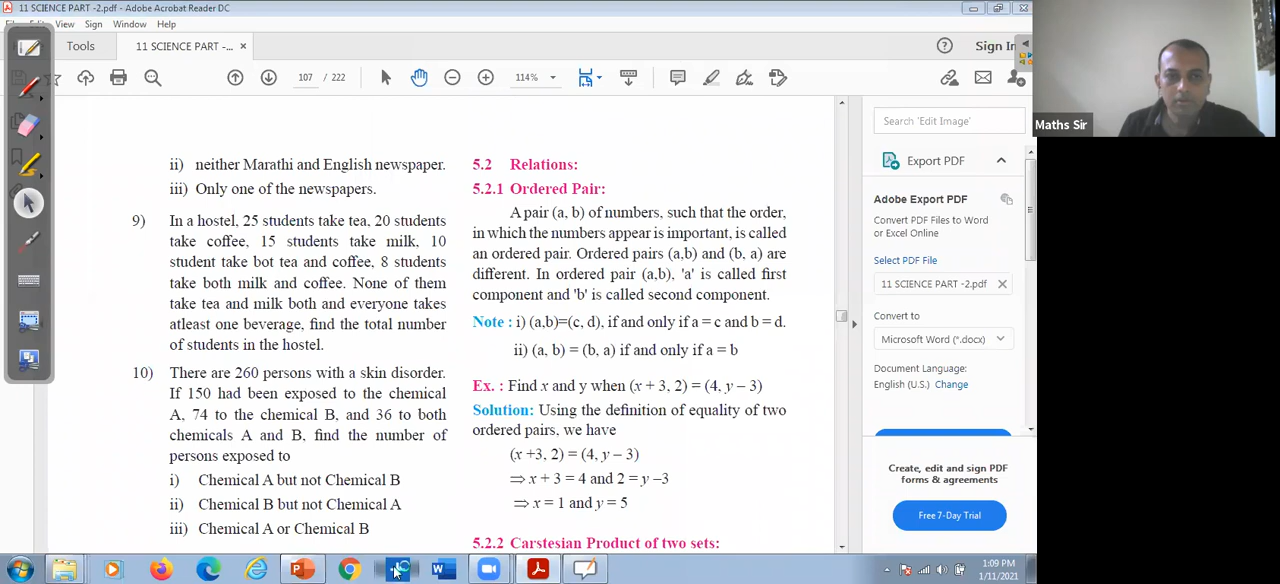 11 SCIENCE PART -2.pdf - Adobe Acrobat Reader DC
View Sign Window Help
Tools
11 SCIENCE PART -... ×
Sign In
107 / 222
114%
ii) neither Marathi and English newspaper.
iii) Only one of the newspapers.
9) In a hostel, 25 students take tea, 20 students
take coffee, 15 students take milk, 10
student take bot tea and coffee, 8 students
take both milk and coffee. None of them
take tea and milk both and everyone takes
atleast one beverage, find the total number
of students in the hostel.
10) There are 260 persons with a skin disorder.
If 150 had been exposed to the chemical
A, 74 to the chemical B, and 36 to both
chemicals A and B, find the number of
persons exposed to
i) Chemical A but not Chemical B
ii) Chemical B but not Chemical A
iii) Chemical A or Chemical B
5.2 Relations:
5.2.1 Ordered Pair:
A pair (a, b) of numbers, such that the order,
in which the numbers appear is important, is called
an ordered pair. Ordered pairs (a,b) and (b, a) are
different. In ordered pair (a,b), 'a' is called first
component and 'b' is called second component.
Note : i) (a,b)=(c, d), if and only if a = c and b = d.
ii) (a, b) = (b, a) if and only if a = b
Ex. : Find x and y when (x + 3, 2) = (4, y – 3)
Solution: Using the definition of equality of two
ordered pairs, we have
(x +3, 2) = (4, y – 3)
⇒ x + 3 = 4 and 2 = y –3
⇒ x = 1 and y = 5
5.2.2 Carstesian Product of two sets:
Search 'Edit Image'
Export PDF
Adobe Export PDF
Convert PDF Files to Word
or Excel Online
Select PDF File
11 SCIENCE PART -2.pdf ×
Convert to
Microsoft Word (*.docx)
Document Language:
English (U.S.) Change
Create, edit and sign PDF
forms & agreements
Free 7-Day Trial
Maths Sir
1:09 PM
1/11/2021